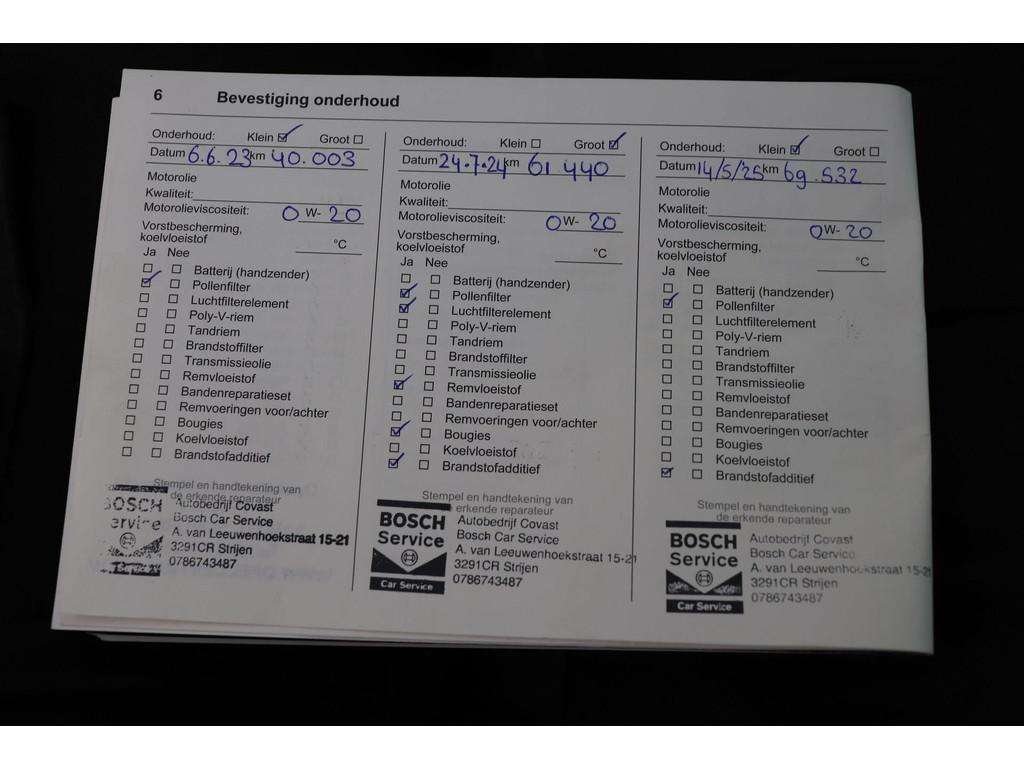 6 Bevestiging onderhoud
Onderhoud: Klein Groot
Datum 6.6.23 km 40.003
Motorolie
Kwaliteit:
Motorolieviscositeit: 0 W- 20
Vorstbescherming,
koelvloeistof °C
Ja Nee
Batterij (handzender)
Pollenfilter
Luchtfilterelement
Poly-V-riem
Tandriem
Brandstoffilter
Transmissieolie
Remvloeistof
Bandenreparatieset
Remvoeringen voor/achter
Bougies
Koelvloeistof
Brandstofadditief
Stempel en handtekening van
de erkende reparateur
BOSCH
Service
Autobedrijf Covast
Bosch Car Service
A. van Leeuwenhoekstraat 15-21
3291CR Strijen
0786743487
Onderhoud: Klein Groot
Datum 24.7.24 km 61 440
Motorolie
Kwaliteit:
Motorolieviscositeit: 0 W- 20
Vorstbescherming,
koelvloeistof °C
Ja Nee
Batterij (handzender)
Pollenfilter
Luchtfilterelement
Poly-V-riem
Tandriem
Brandstoffilter
Transmissieolie
Remvloeistof
Bandenreparatieset
Remvoeringen voor/achter
Bougies
Koelvloeistof
Brandstofadditief
Stempel en handtekening van
de erkende reparateur
BOSCH
Service
Car Service
Autobedrijf Covast
Bosch Car Service
A. van Leeuwenhoekstraat 15-21
3291CR Strijen
0786743487
Onderhoud: Klein Groot
Datum 14/5/25 km 69.532
Motorolie
Kwaliteit:
Motorolieviscositeit: 0 W- 20
Vorstbescherming,
koelvloeistof °C
Ja Nee
Batterij (handzender)
Pollenfilter
Luchtfilterelement
Poly-V-riem
Tandriem
Brandstoffilter
Transmissieolie
Remvloeistof
Bandenreparatieset
Remvoeringen voor/achter
Bougies
Koelvloeistof
Brandstofadditief
Stempel en handtekening van
de erkende reparateur
BOSCH
Service
Car Service
Autobedrijf Covast
Bosch Car Service
A. van Leeuwenhoekstraat 15-21
3291CR Strijen
0786743487